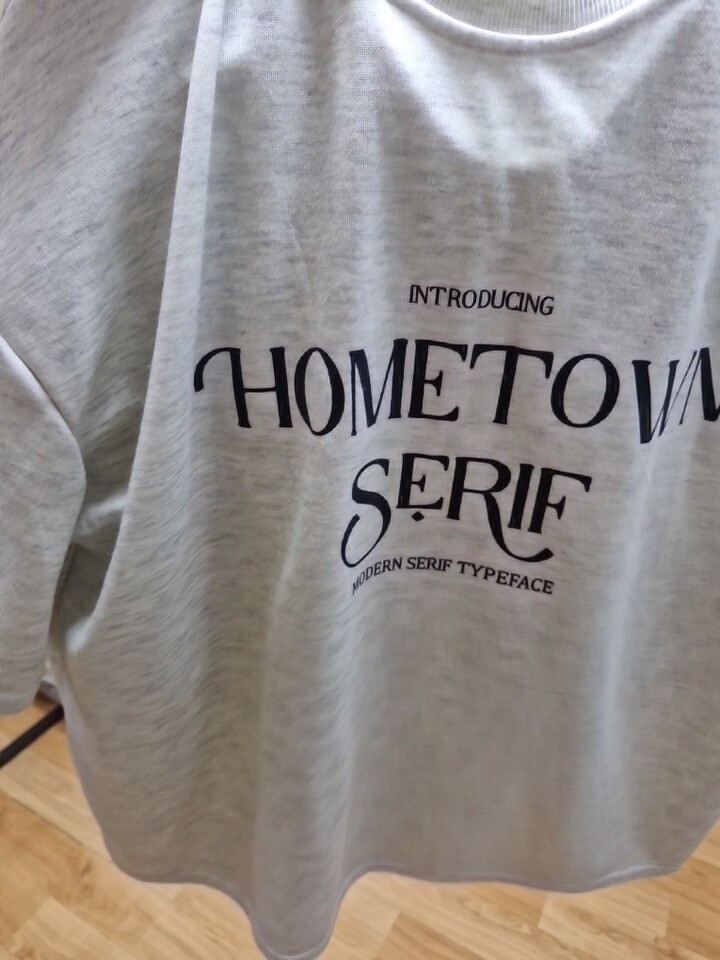 INTRODUCING
HOMETOWN
SERIF
MODERN SERIF TYPEFACE